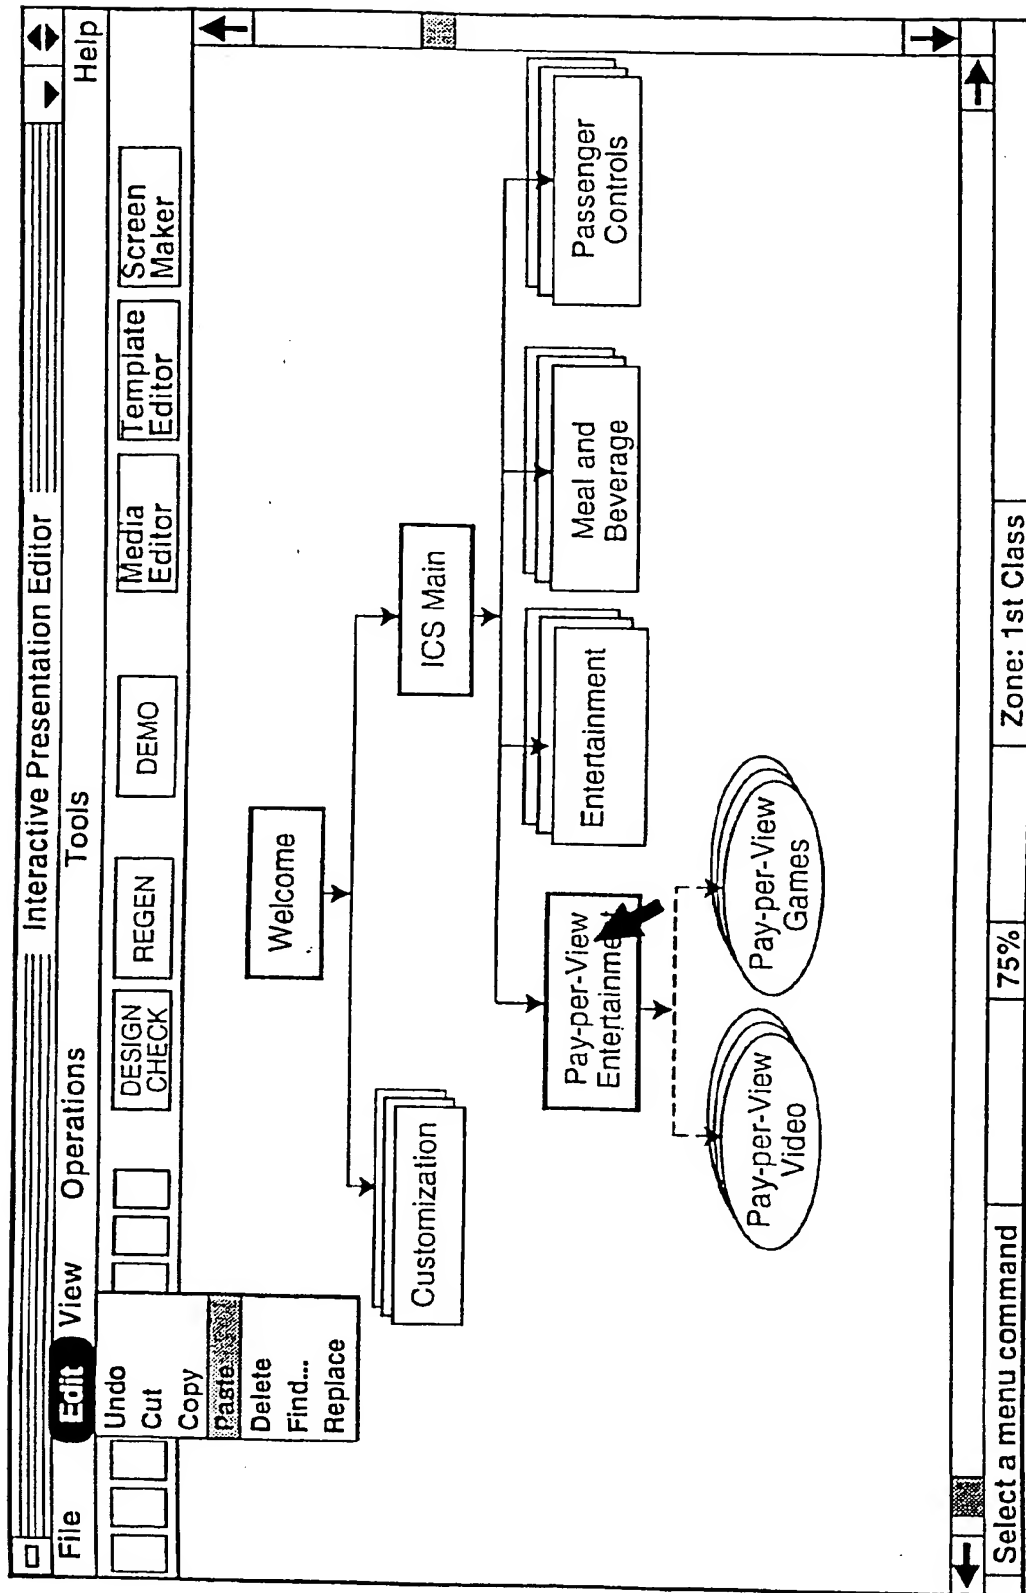 Interactive Presentation Editor
File Edit View Operations Tools Help
DESIGN
CHECK
REGEN
DEMO
Media
Editor
Template
Editor
Screen
Maker
Undo
Cut
Copy
Paste
Delete
Find...
Replace
Welcome
Customization
ICS Main
Pay-per-View
Entertainment
Entertainment
Meal and
Beverage
Passenger
Controls
Pay-per-View
Video
Pay-per-View
Games
Select a menu command
75%
Zone: 1st Class